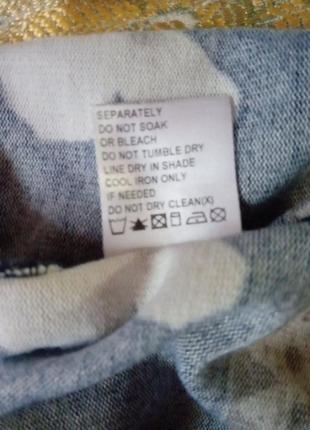 SEPARATELY
DO NOT SOAK
OR BLEACH
DO NOT TUMBLE DRY
LINE DRY IN SHADE
COOL IRON ONLY
IF NEEDED
DO NOT DRY CLEAN(X)